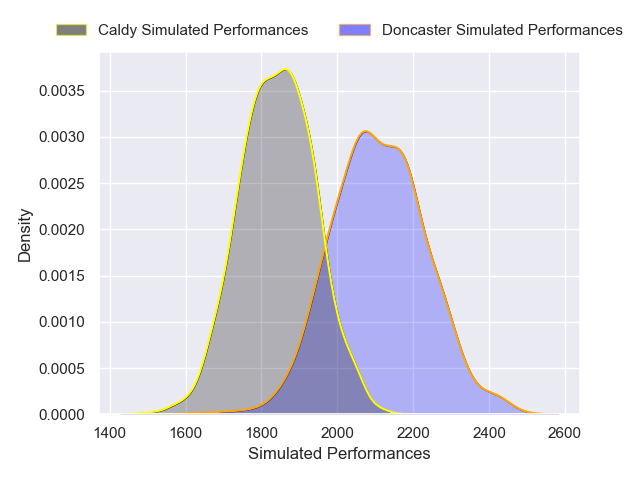 Caldy Simulated Performances
Doncaster Simulated Performances
Density
0.0035
0.0030
0.0025
0.0020
0.0015
0.0010
0.0005
0.0000
1400 1600 1800 2000 2200 2400 2600
Simulated Performances